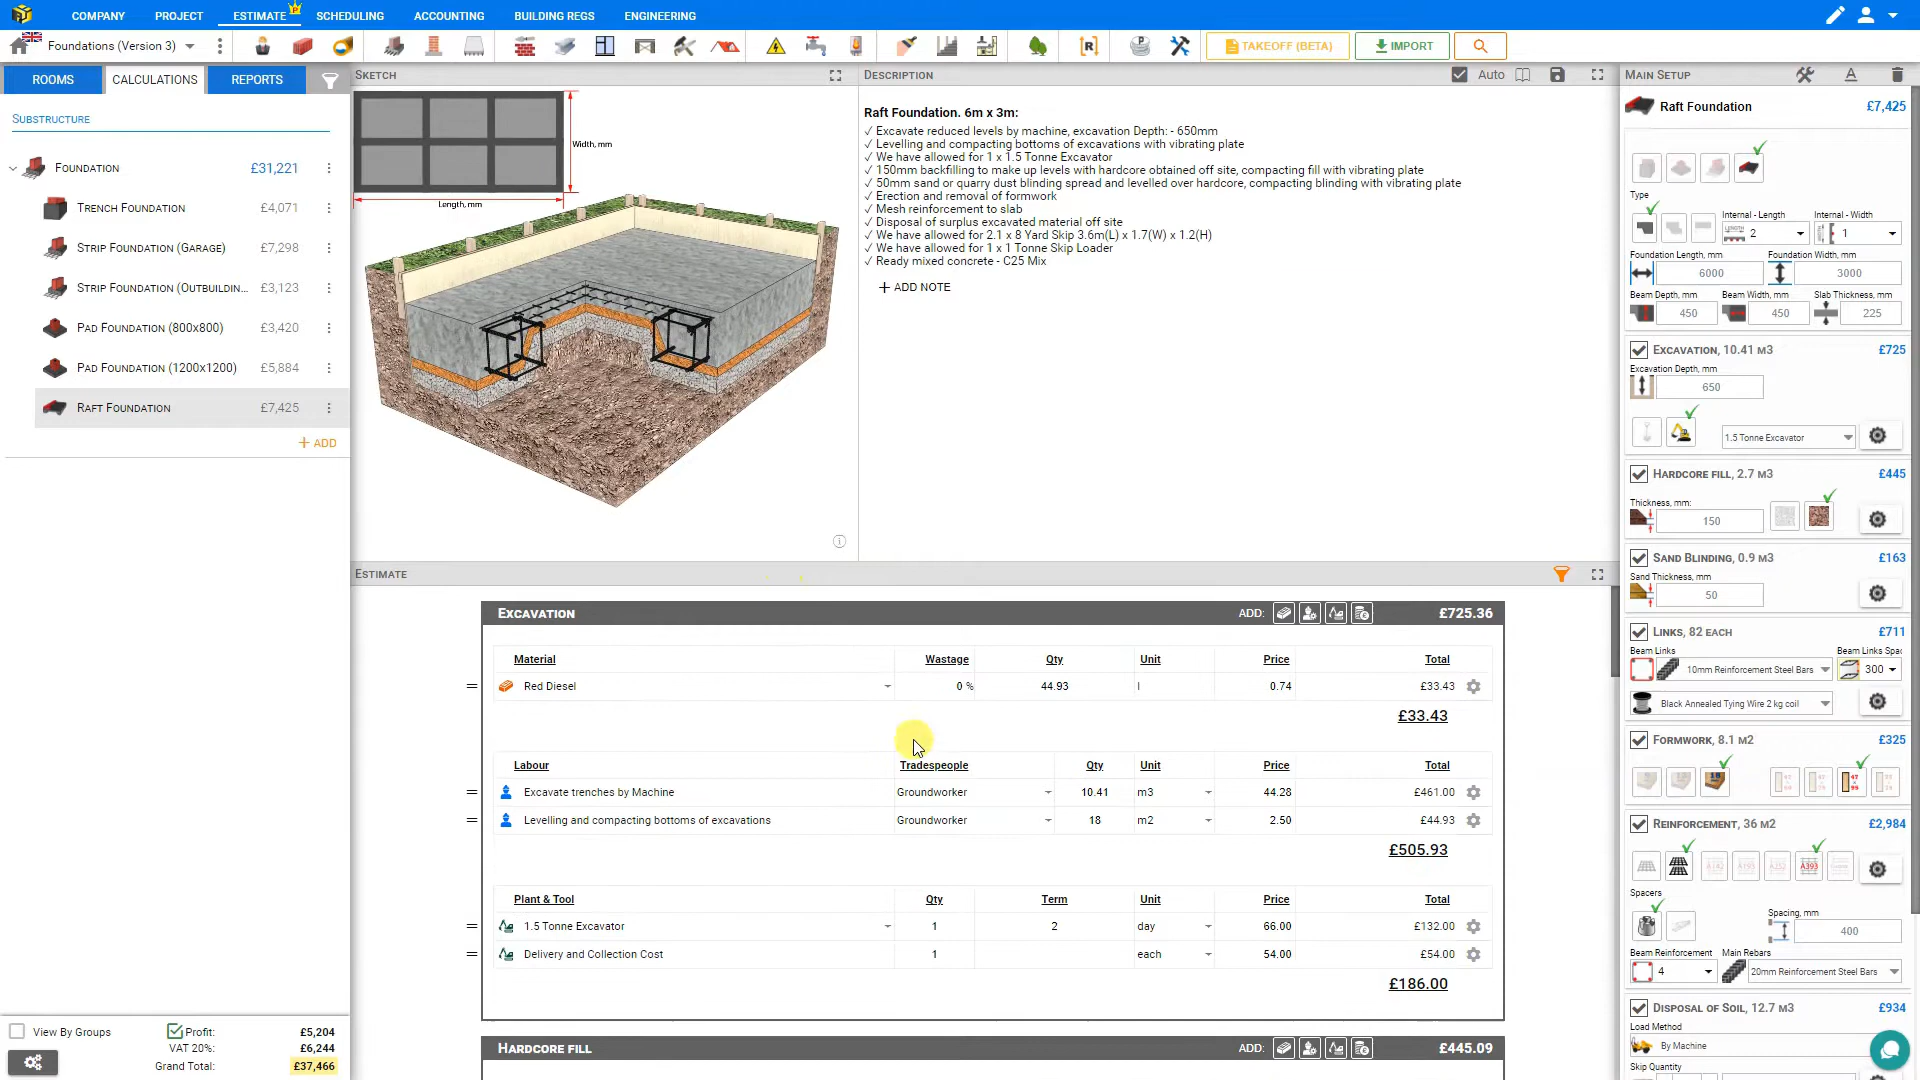 COMPANY PROJECT ESTIMATE SCHEDULING ACCOUNTING BUILDING REGS ENGINEERING
Foundations (Version 3) TAKEOFF (BETA) IMPORT
ROOMS CALCULATIONS REPORTS
SUBSTRUCTURE
FOUNDATION £31,221
TRENCH FOUNDATION £4,071
STRIP FOUNDATION (GARAGE) £7,298
STRIP FOUNDATION (OUTBUILDIN... £3,123
PAD FOUNDATION (800X800) £3,420
PAD FOUNDATION (1200X1200) £5,884
RAFT FOUNDATION £7,425
+ ADD
View By Groups Profit: £5,204
VAT 20%: £6,244
Grand Total: £37,466
SKETCH
Width, mm
Length, mm
DESCRIPTION Auto
Raft Foundation. 6m x 3m:
✓ Excavate reduced levels by machine, excavation Depth: - 650mm
✓ Levelling and compacting bottoms of excavations with vibrating plate
✓ We have allowed for 1 x 1.5 Tonne Excavator
✓ 150mm backfilling to make up levels with hardcore obtained off site, compacting fill with vibrating plate
✓ 50mm sand or quarry dust blinding spread and levelled over hardcore, compacting blinding with vibrating plate
✓ Erection and removal of formwork
✓ Mesh reinforcement to slab
✓ Disposal of surplus excavated material off site
✓ We have allowed for 2.1 x 8 Yard Skip 3.6m(L) x 1.7(W) x 1.2(H)
✓ We have allowed for 1 x 1 Tonne Skip Loader
✓ Ready mixed concrete - C25 Mix
+ ADD NOTE
ESTIMATE
EXCAVATION ADD: £725.36
Material Wastage Qty Unit Price Total
= Red Diesel 0 % 44.93 l 0.74 £33.43
£33.43
Labour Tradespeople Qty Unit Price Total
= Excavate trenches by Machine Groundworker 10.41 m3 44.28 £461.00
= Levelling and compacting bottoms of excavations Groundworker 18 m2 2.50 £44.93
£505.93
Plant & Tool Qty Term Unit Price Total
= 1.5 Tonne Excavator 1 2 day 66.00 £132.00
= Delivery and Collection Cost 1 each 54.00 £54.00
£186.00
HARDCORE FILL ADD: £445.09
MAIN SETUP
Raft Foundation £7,425
Type
Internal - Length Internal - Width
LENGTH 2 1
Foundation Length, mm Foundation Width, mm
6000 3000
Beam Depth, mm Beam Width, mm Slab Thickness, mm
450 450 225
EXCAVATION, 10.41 M3 £725
Excavation Depth, mm
650
1.5 Tonne Excavator
HARDCORE FILL, 2.7 M3 £445
Thickness, mm:
150
SAND BLINDING, 0.9 M3 £163
Sand Thickness, mm
50
LINKS, 82 EACH £711
Beam Links Beam Links Spac
10mm Reinforcement Steel Bars 300
Black Annealed Tying Wire 2 kg coil
FORMWORK, 8.1 M2 £325
REINFORCEMENT, 36 M2 £2,984
A142 A193 A252 A393
Spacers
Spacing, mm
400
Beam Reinforcement Main Rebars
4 20mm Reinforcement Steel Bars
DISPOSAL OF SOIL, 12.7 M3 £934
Load Method
By Machine
Skip Quantity